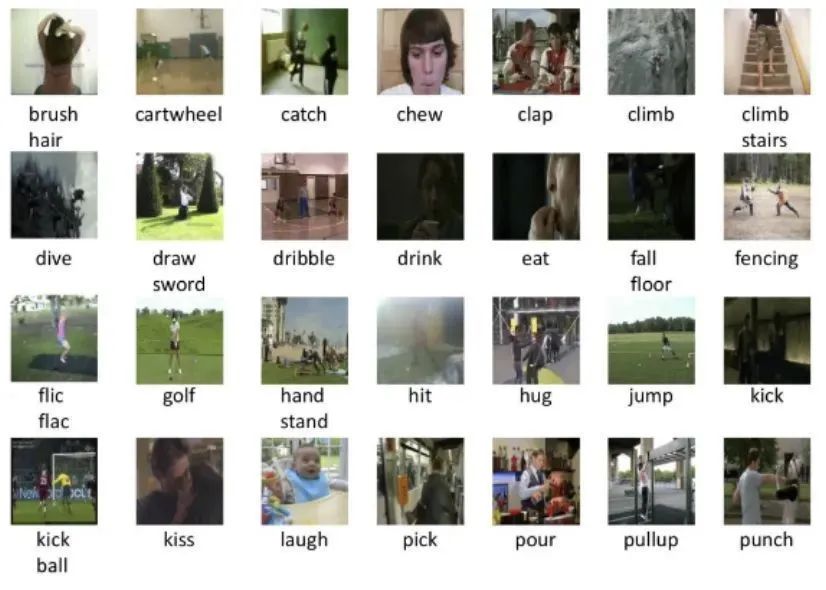 brush hair
cartwheel
catch
chew
clap
climb
climb stairs
dive
draw sword
dribble
drink
eat
fall floor
fencing
flic flac
golf
hand stand
hit
hug
jump
kick
kick ball
kiss
laugh
pick
pour
pullup
punch